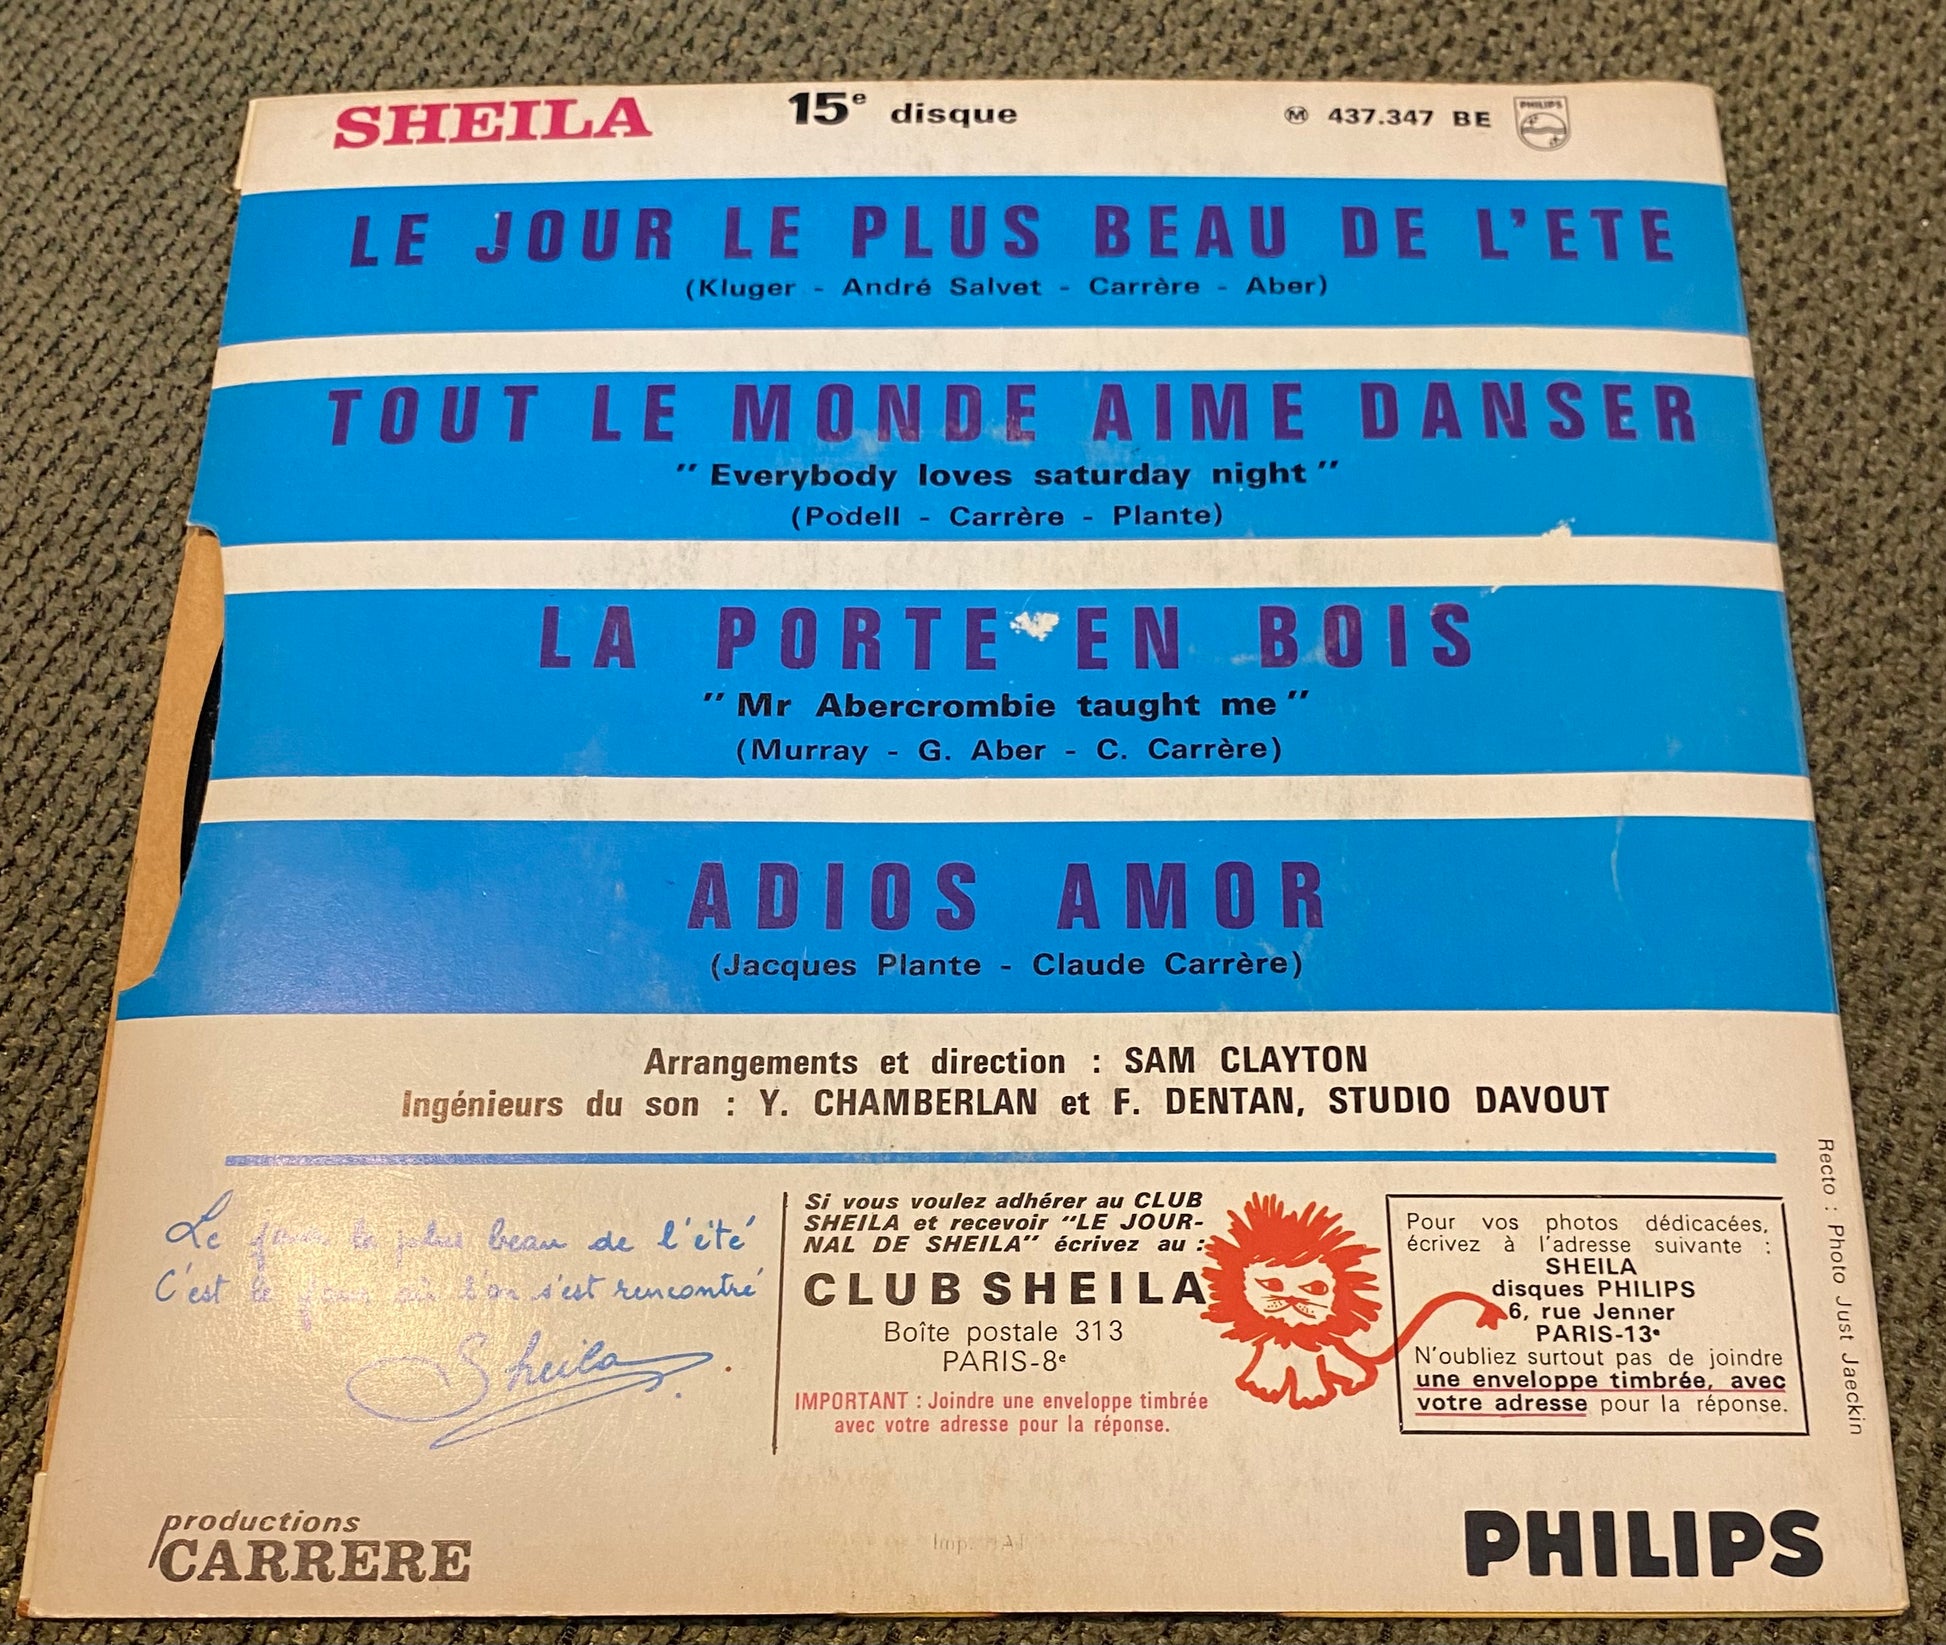 SHEILA 15e disque Ⓜ 437.347 BE PHILIPS
LE JOUR LE PLUS BEAU DE L'ETE
(Kluger - André Salvet - Carrère - Aber)
TOUT LE MONDE AIME DANSER
"Everybody loves saturday night"
(Podell - Carrère - Plante)
LA PORTE EN BOIS
"Mr Abercrombie taught me"
(Murray - G. Aber - C. Carrère)
ADIOS AMOR
(Jacques Plante - Claude Carrère)
Arrangements et direction : SAM CLAYTON
Ingénieurs du son : Y. CHAMBERLAN et F. DENTAN, STUDIO DAVOUT
Le jour le plus beau de l'été
C'est le jour où l'on s'est rencontré
Sheila
Si vous voulez adhérer au CLUB
SHEILA et recevoir "LE JOUR-
NAL DE SHEILA" écrivez au :
CLUB SHEILA
Boîte postale 313
PARIS-8e
IMPORTANT : Joindre une enveloppe timbrée
avec votre adresse pour la réponse.
Pour vos photos dédicacées,
écrivez à l'adresse suivante :
SHEILA
disques PHILIPS
6, rue Jenner
PARIS-13e
N'oubliez surtout pas de joindre
une enveloppe timbrée, avec
votre adresse pour la réponse.
Recto : Photo Just Jaeckin
productions
CARRERE
PHILIPS